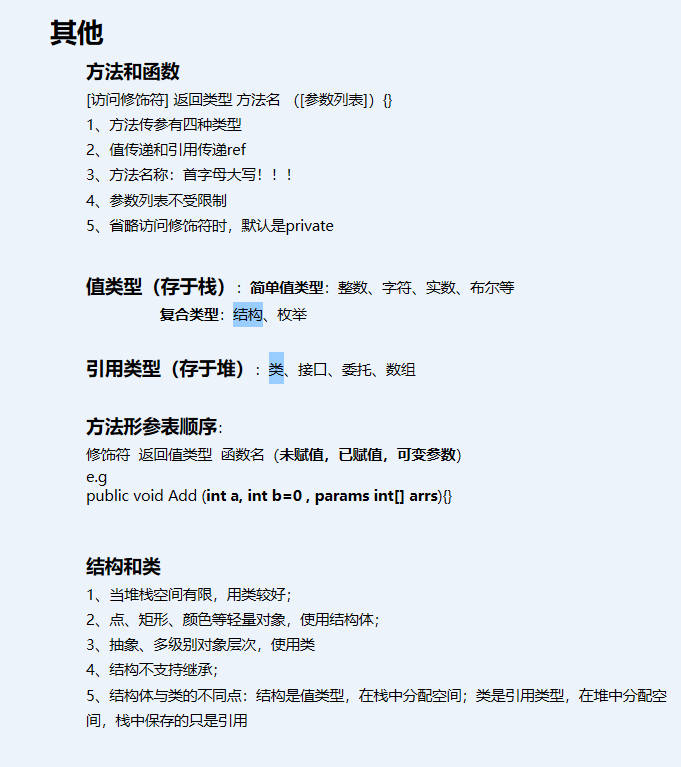 其他
方法和函数
[访问修饰符] 返回类型 方法名 （[参数列表]）{}
1、方法传参有四种类型
2、值传递和引用传递ref
3、方法名称：首字母大写！！！
4、参数列表不受限制
5、省略访问修饰符时，默认是private
值类型（存于栈）：简单值类型：整数、字符、实数、布尔等
复合类型：结构、枚举
引用类型（存于堆）：类、接口、委托、数组
方法形参表顺序：
修饰符 返回值类型 函数名（未赋值，已赋值，可变参数）
e.g
public void Add (int a, int b=0 , params int[] arrs){}
结构和类
1、当堆栈空间有限，用类较好；
2、点、矩形、颜色等轻量对象，使用结构体；
3、抽象、多级别对象层次，使用类
4、结构不支持继承；
5、结构体与类的不同点：结构是值类型，在栈中分配空间；类是引用类型，在堆中分配空
间，栈中保存的只是引用